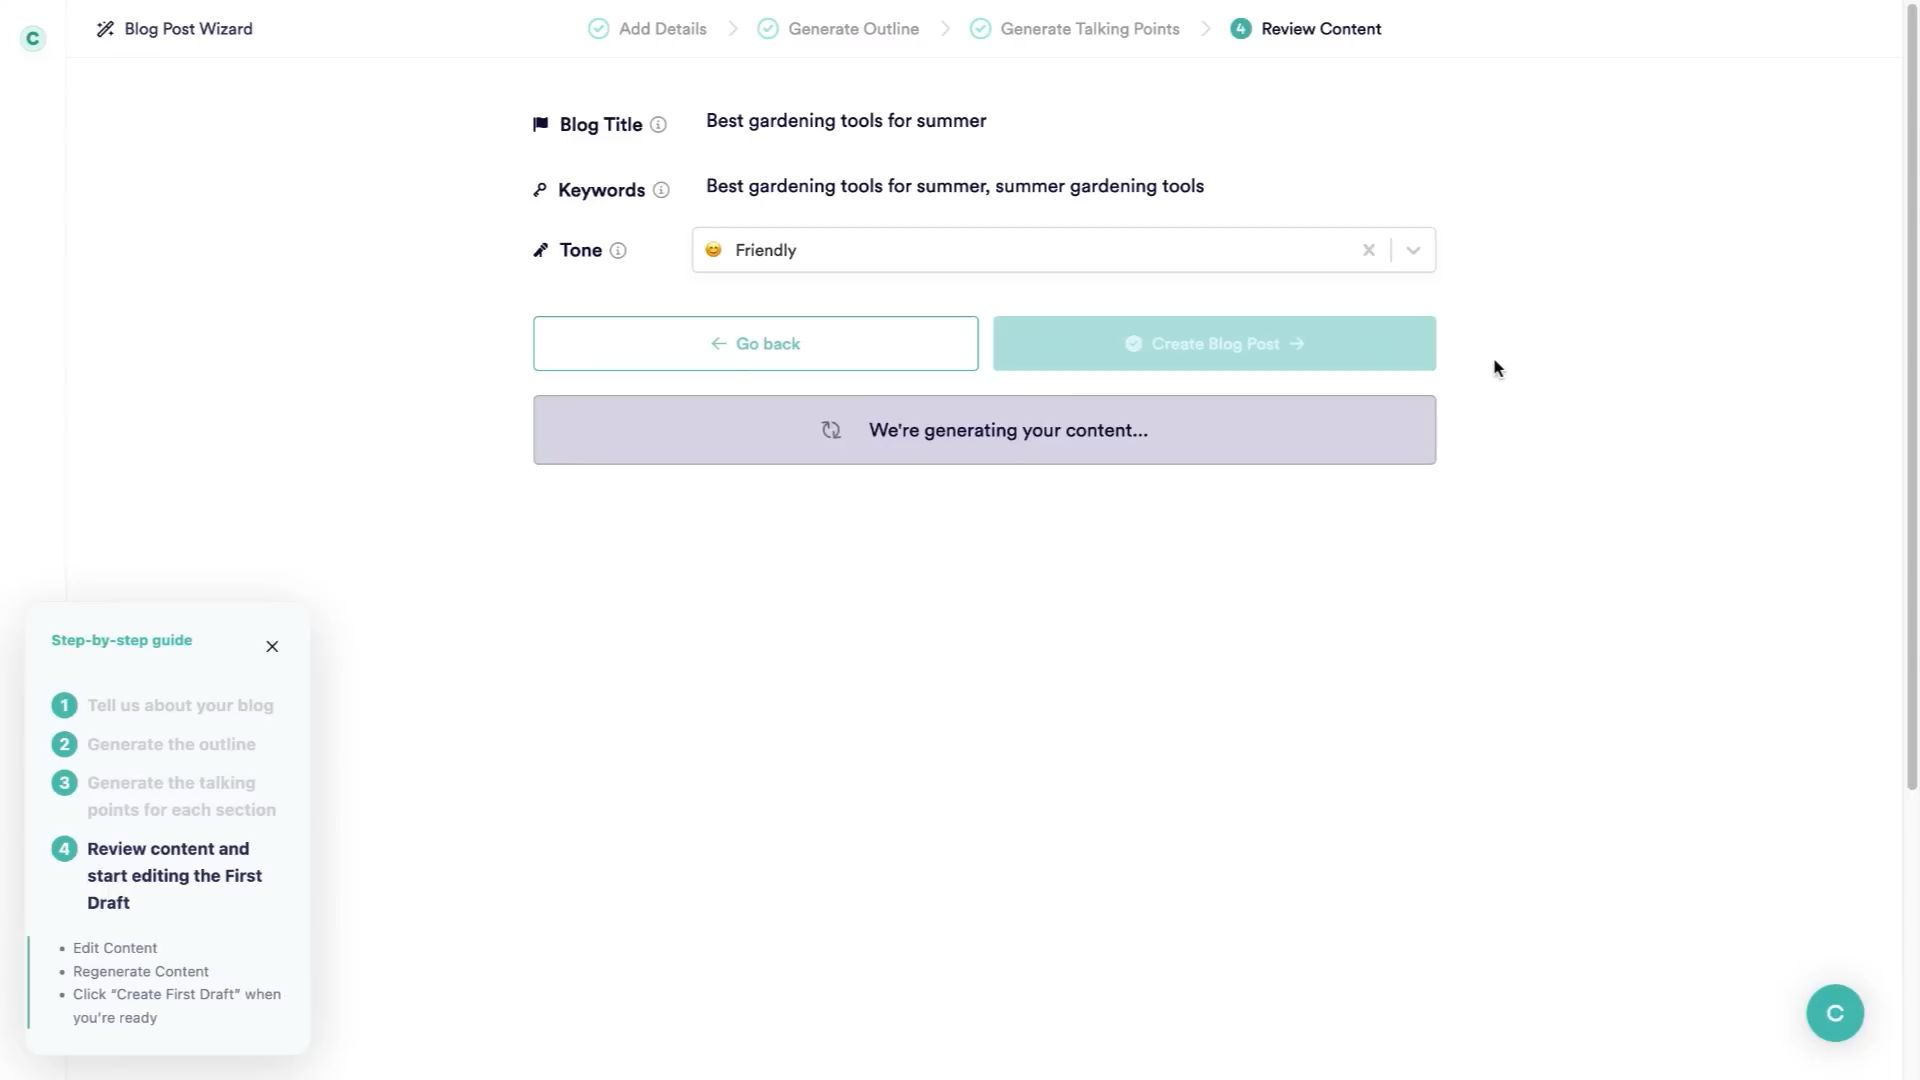 C
Blog Post Wizard
Add Details
Generate Outline
Generate Talking Points
4 Review Content
Blog Title
Best gardening tools for summer
Keywords
Best gardening tools for summer, summer gardening tools
Tone
😊 Friendly
← Go back
Create Blog Post →
We're generating your content...
Step-by-step guide
1 Tell us about your blog
2 Generate the outline
3 Generate the talking
points for each section
4 Review content and
start editing the First
Draft
• Edit Content
• Regenerate Content
• Click “Create First Draft” when
you're ready
C